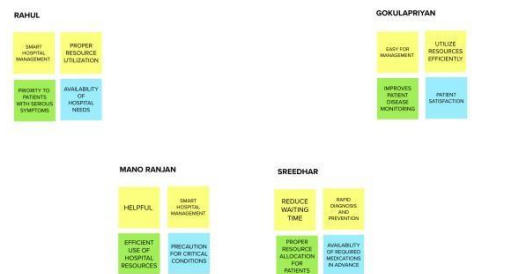 RAHUL
SMART
HOSPITAL
MANAGEMENT
PROPER
RESOURCE
UTILIZATION
PRIORITY TO
PATIENTS
WITH SERIOUS
SYMPTOMS
AVAILABILITY
OF
HOSPITAL
NEEDS
GOKULAPRIYAN
EASY FOR
MANAGEMENT
UTILIZE
RESOURCES
EFFICIENTLY
IMPROVES
PATIENT
DISEASE
MONITORING
PATIENT
SATISFACTION
MANO RANJAN
HELPFUL
SMART
HOSPITAL
MANAGEMENT
EFFICIENT
USE OF
HOSPITAL
RESOURCES
PRECAUTION
FOR CRITICAL
CONDITIONS
SREEDHAR
REDUCE
WAITING
TIME
RAPID
DIAGNOSIS
AND
PREVENTION
PROPER
RESOURCE
ALLOCATION
FOR
PATIENTS
AVAILABILITY
OF REQUIRED
MEDICATIONS
IN ADVANCE